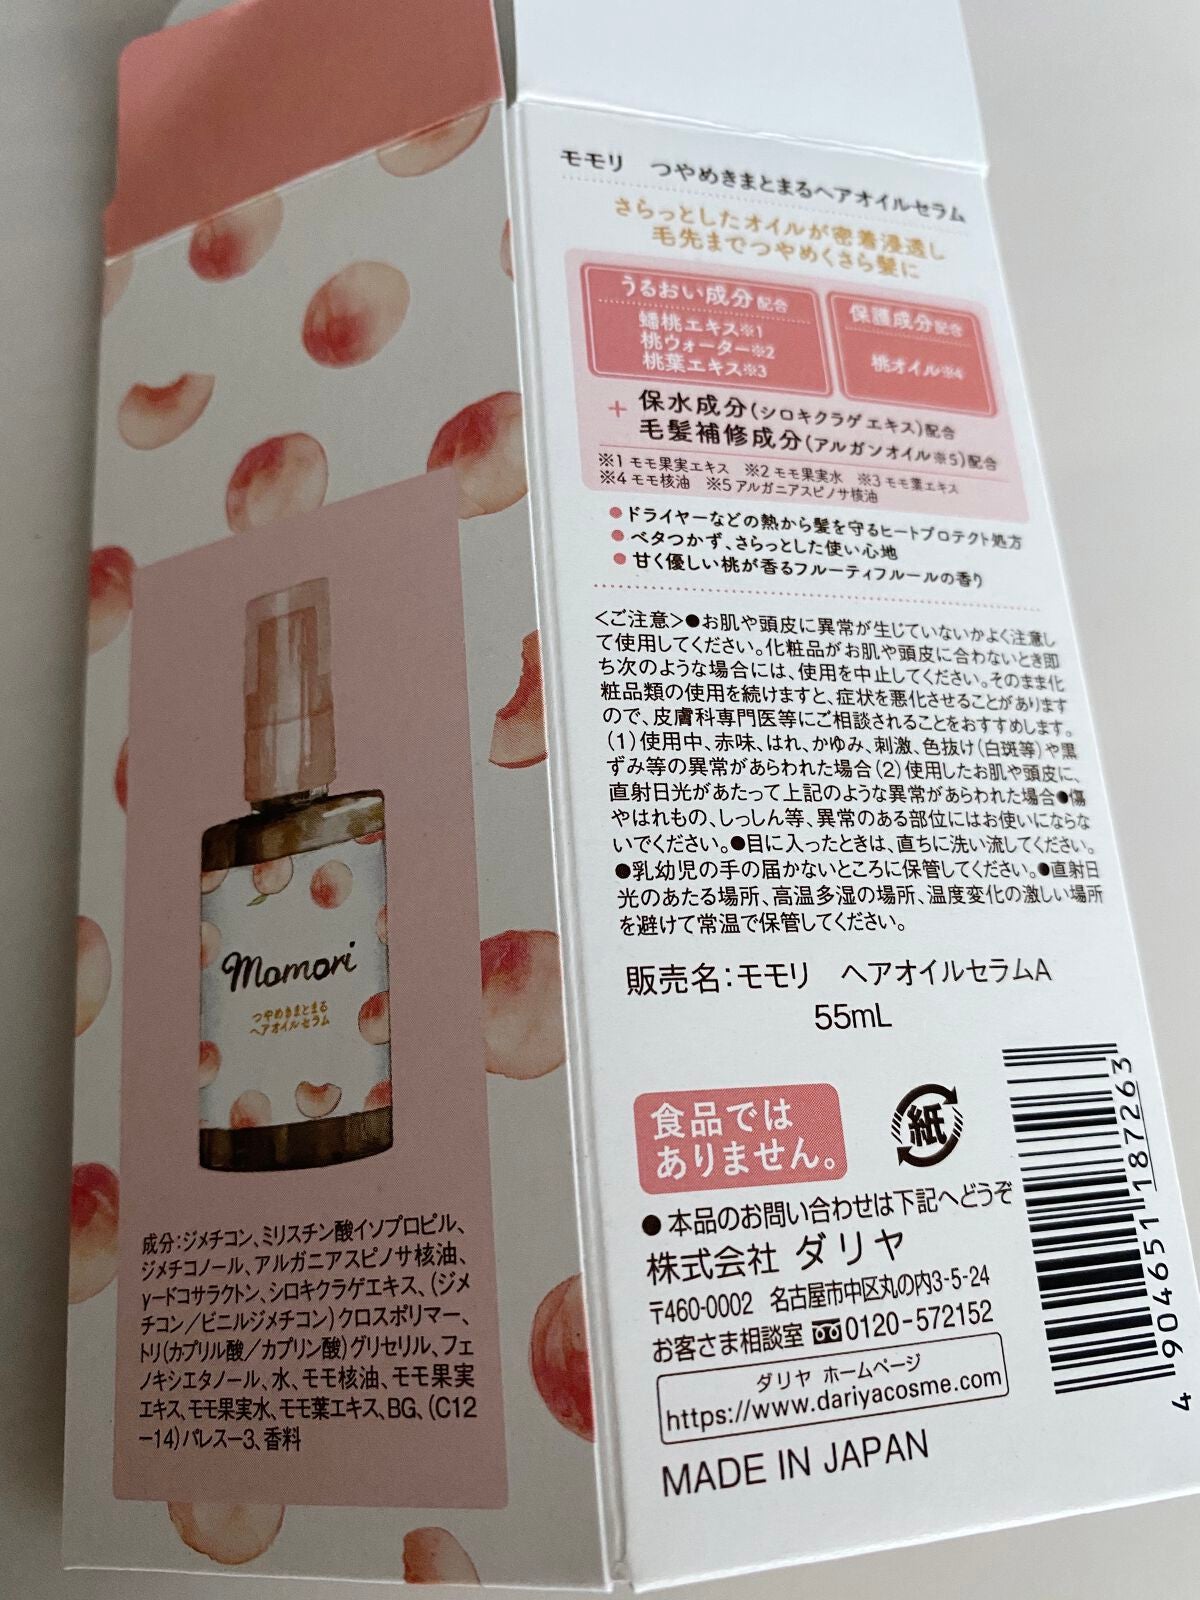 モモリ つやめきまとまるヘアオイルセラム
さらっとしたオイルが密着浸透し
毛先までつやめくさら髪に
うるおい成分配合
蟠桃エキス※1
桃ウォーター※2
桃葉エキス※3
保護成分配合
桃オイル※4
+ 保水成分(シロキクラゲエキス)配合
毛髪補修成分(アルガンオイル※5)配合
※1 モモ果実エキス ※2 モモ果実水 ※3 モモ葉エキス
※4 モモ核油 ※5 アルガニアスピノサ核油
●ドライヤーなどの熱から髪を守るヒートプロテクト処方
●ベタつかず、さらっとした使い心地
●甘く優しい桃が香るフルーティフルールの香り
<ご注意>●お肌や頭皮に異常が生じていないかよく注意し
て使用してください。化粧品がお肌や頭皮に合わないとき即
ち次のような場合には、使用を中止してください。そのまま化
粧品類の使用を続けますと、症状を悪化させることがあります
ので、皮膚科専門医等にご相談されることをおすすめします。
(1)使用中、赤味、はれ、かゆみ、刺激、色抜け(白斑等)や黒
ずみ等の異常があらわれた場合(2)使用したお肌や頭皮に、
直射日光があたって上記のような異常があらわれた場合●傷
やはれもの、しっしん等、異常のある部位にはお使いにならな
いでください。●目に入ったときは、直ちに洗い流してください。
●乳幼児の手の届かないところに保管してください。●直射日
光のあたる場所、高温多湿の場所、温度変化の激しい場所
を避けて常温で保管してください。
販売名:モモリ ヘアオイルセラムA
55mL
食品では
ありません。
紙
●本品のお問い合わせは下記へどうぞ
株式会社 ダリヤ
〒460-0002 名古屋市中区丸の内3-5-24
お客さま相談室 0120-572152
ダリヤ ホームページ
https://www.dariyacosme.com
MADE IN JAPAN
4 904651 187263
momori
つやめきまとまる
ヘアオイルセラム
成分:ジメチコン、ミリスチン酸イソプロピル、
ジメチコノール、アルガニアスピノサ核油、
γ-ドコサラクトン、シロキクラゲエキス、(ジメ
チコン/ビニルジメチコン)クロスポリマー、
トリ(カプリル酸/カプリン酸)グリセリル、フェ
ノキシエタノール、水、モモ核油、モモ果実
エキス、モモ果実水、モモ葉エキス、BG、(C12
-14)パレス-3、香料